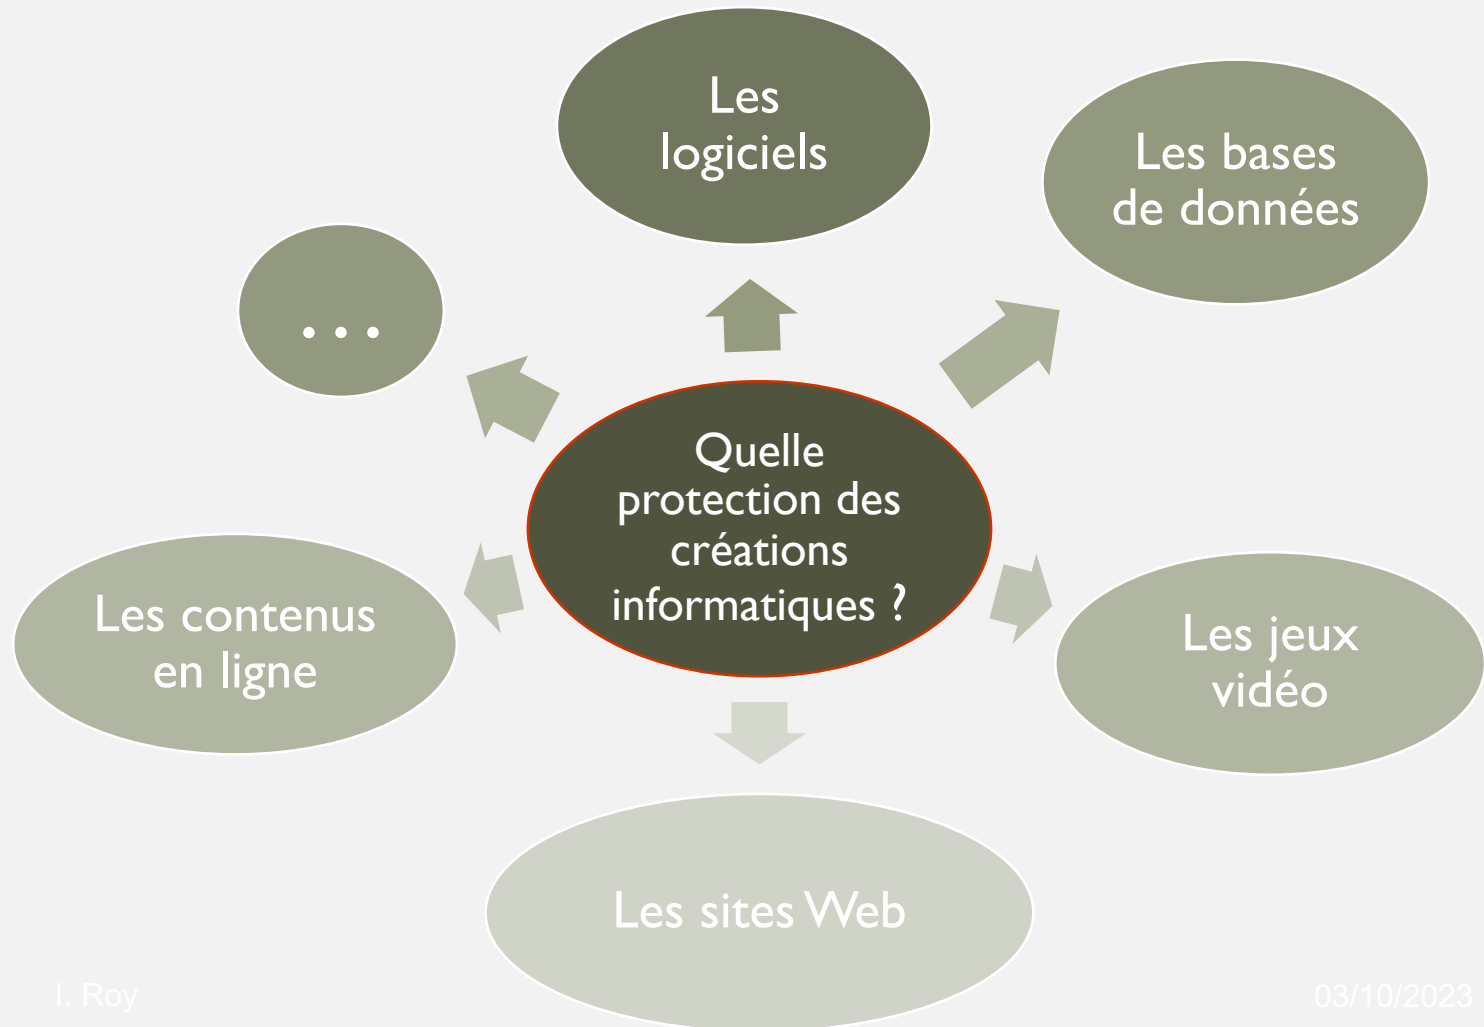 Les
logiciels
Les bases
de données
. . .
Quelle
protection des
créations
informatiques ?
Les contenus
en ligne
Les jeux
vidéo
Les sites Web
I. Roy
03/10/2023